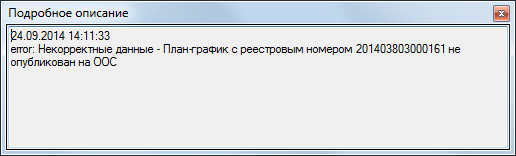 Подробное описание
24.09.2014 14:11:33
error: Некорректные данные - План-график с реестровым номером 201403803000161 не
опубликован на ООС